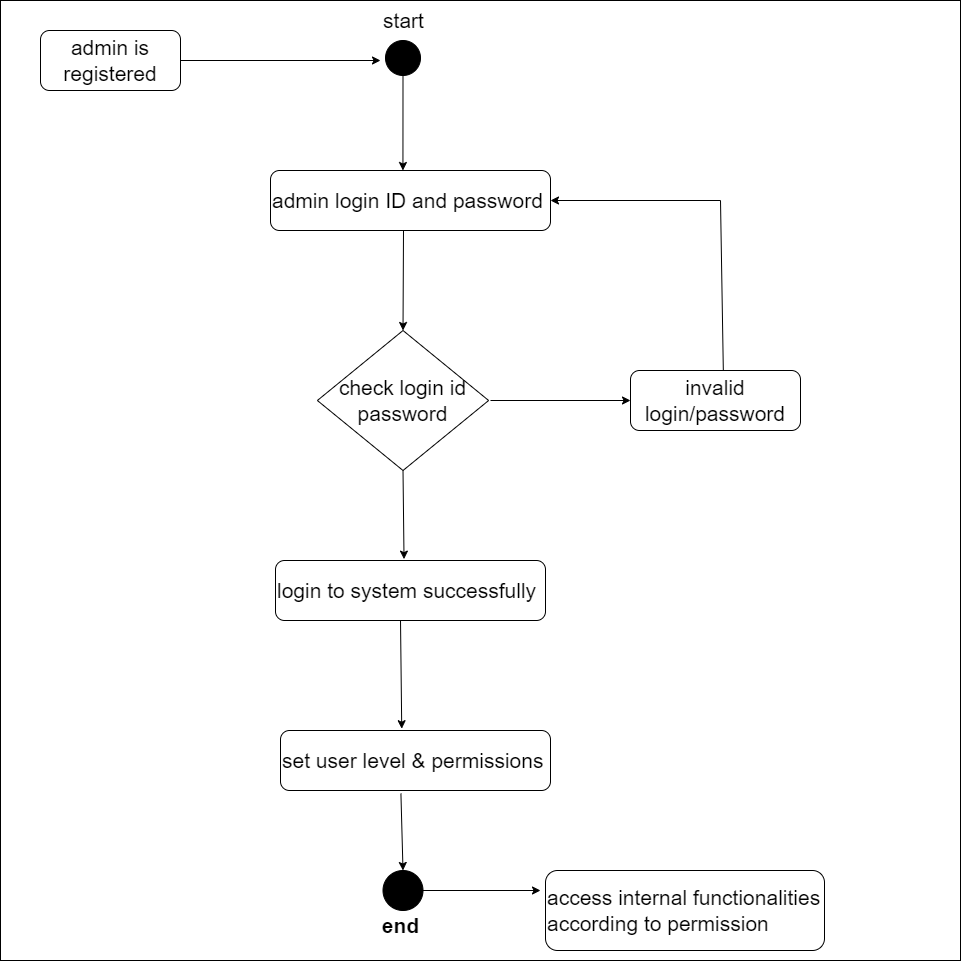 start
admin is
registered
admin login ID and password
check login id
password
invalid
login/password
login to system successfully
set user level & permissions
end
access internal functionalities
according to permission